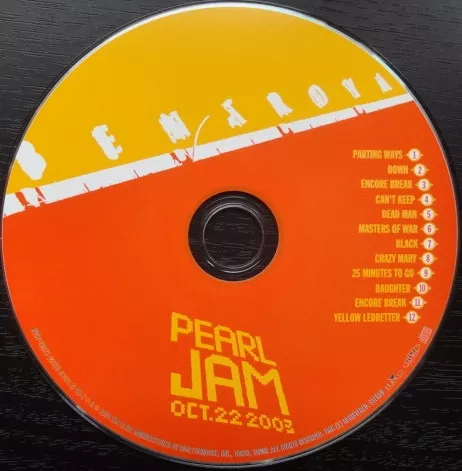 BENAROYA
PARTING WAYS 1
DOWN 2
ENCORE BREAK 3
CAN'T KEEP 4
DEAD MAN 5
MASTERS OF WAR 6
BLACK 7
CRAZY MARY 8
25 MINUTES TO GO 9
DAUGHTER 10
ENCORE BREAK 11
YELLOW LEDBETTER 12
PEARL
JAM
OCT.22 2003